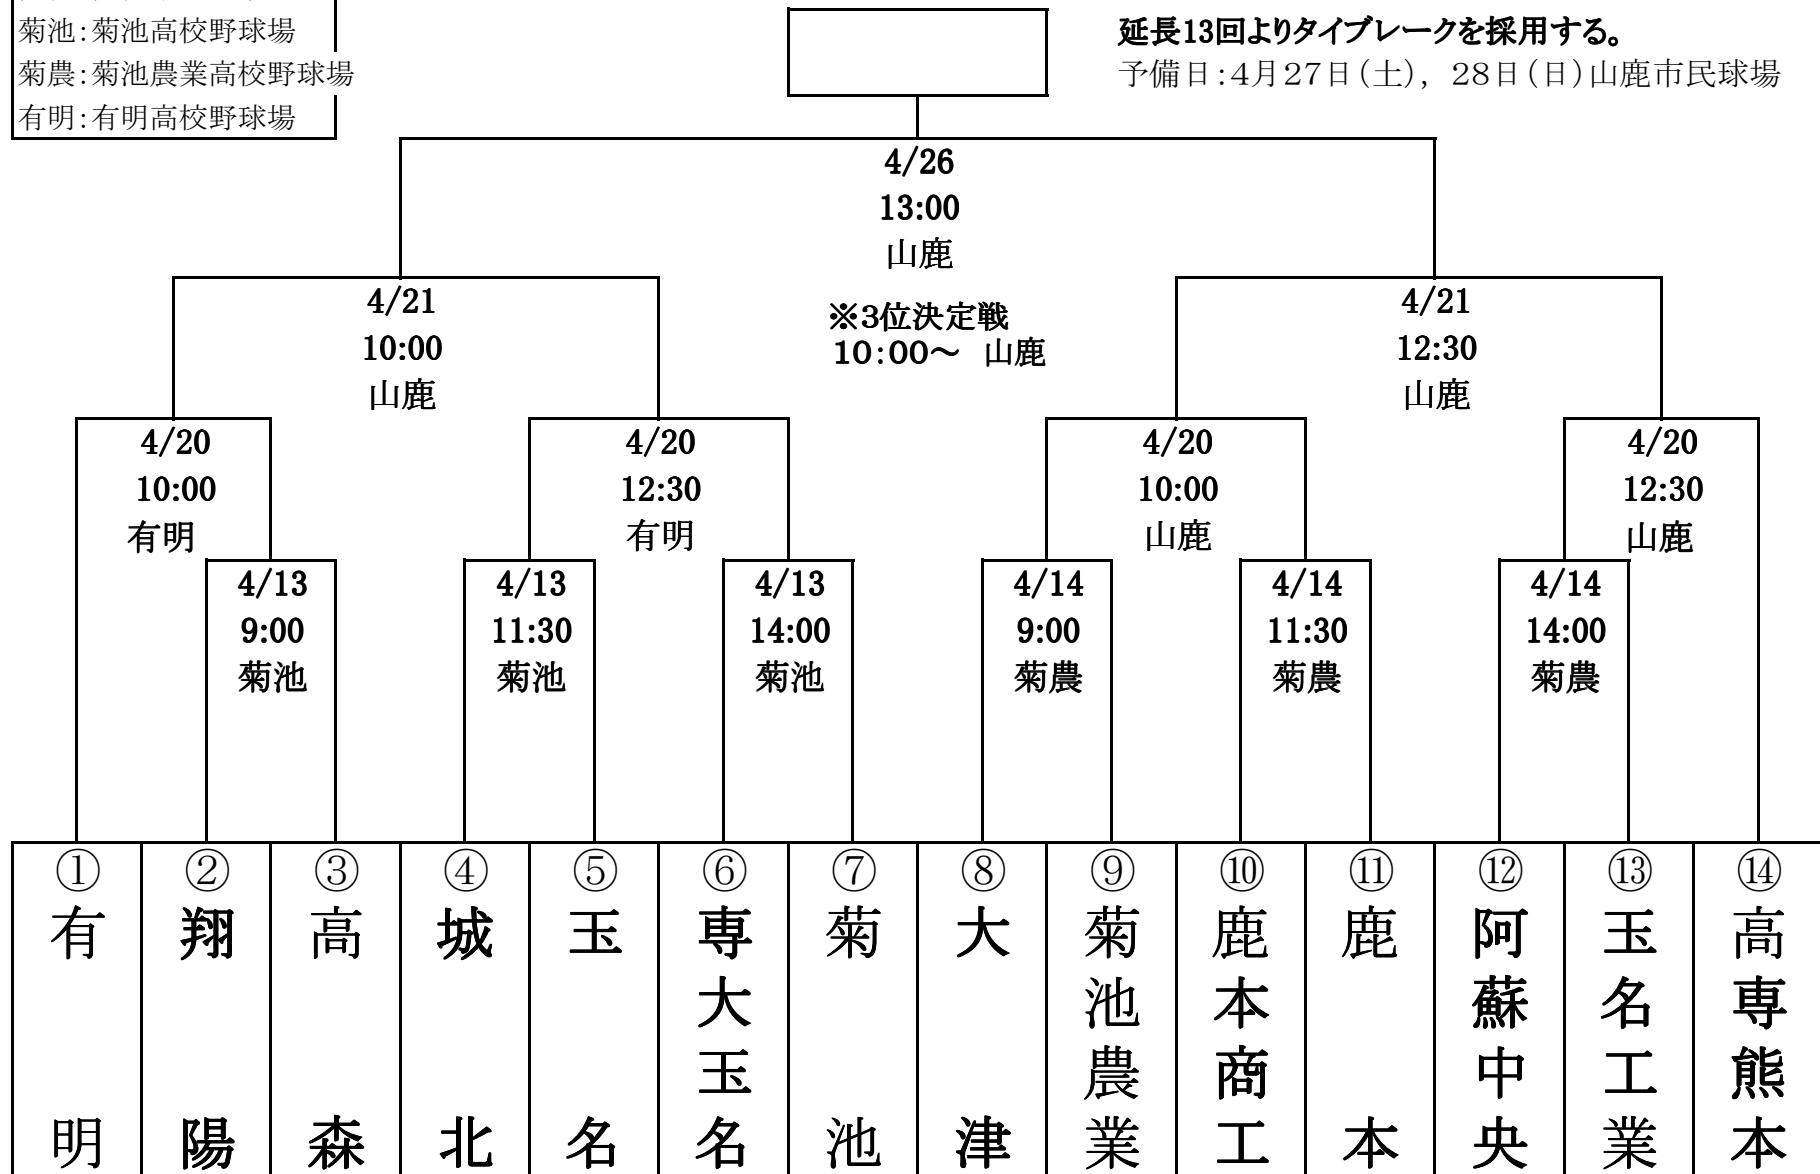 菊池：菊池高校野球場
菊農：菊池農業高校野球場
有明：有明高校野球場
延長13回よりタイブレークを採用する。
予備日：4月27日（土），28日（日）山鹿市民球場
4/26
13:00
山鹿
4/21
10:00
山鹿
※3位決定戦
10：00～　山鹿
4/21
12:30
山鹿
4/20
10:00
有明
4/20
12:30
有明
4/20
10:00
山鹿
4/20
12:30
山鹿
4/13
9:00
菊池
4/13
11:30
菊池
4/13
14:00
菊池
4/14
9:00
菊農
4/14
11:30
菊農
4/14
14:00
菊農
①有明
②翔陽
③高森
④城北
⑤玉名
⑥専大玉名
⑦菊池
⑧大津
⑨菊池農業
⑩鹿本商工
⑪鹿本
⑫阿蘇中央
⑬玉名工業
⑭高専熊本